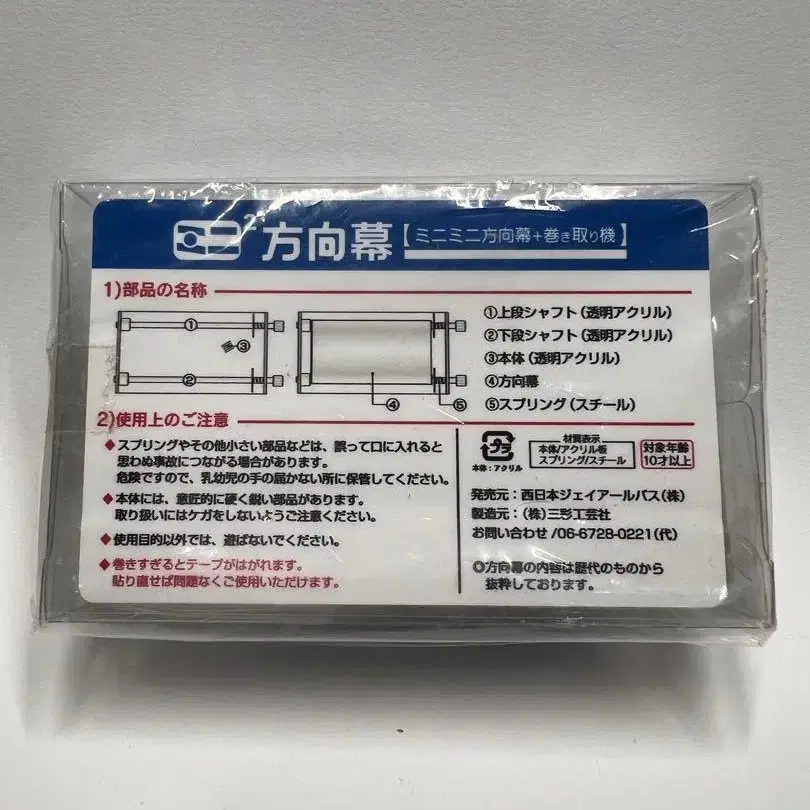 2 方向幕【ミニミニ方向幕+巻き取り機】
1)部品の名称
① ② ③ ④ ⑤
①上段シャフト(透明アクリル)
②下段シャフト(透明アクリル)
③本体(透明アクリル)
④方向幕
⑤スプリング(スチール)
2)使用上のご注意
◆スプリングやその他小さい部品などは、誤って口に入れると
思わぬ事故につながる場合があります。
危険ですので、乳幼児の手の届かない所に保管してください。
◆本体には、意匠的に硬く鋭い部品があります。
取り扱いにはケガをしないようご注意ください。
◆使用目的以外では、遊ばないでください。
◆巻きすぎるとテープがはがれます。
貼り直せば問題なくご使用いただけます。
プラ
本体:アクリル
材質表示
本体/アクリル板
スプリング/スチール
対象年齢
10才以上
発売元:西日本ジェイアールバス(株)
製造元:(株)三彩工芸社
お問い合わせ/06-6728-0221(代)
◎方向幕の内容は歴代のものから
抜粋しております。